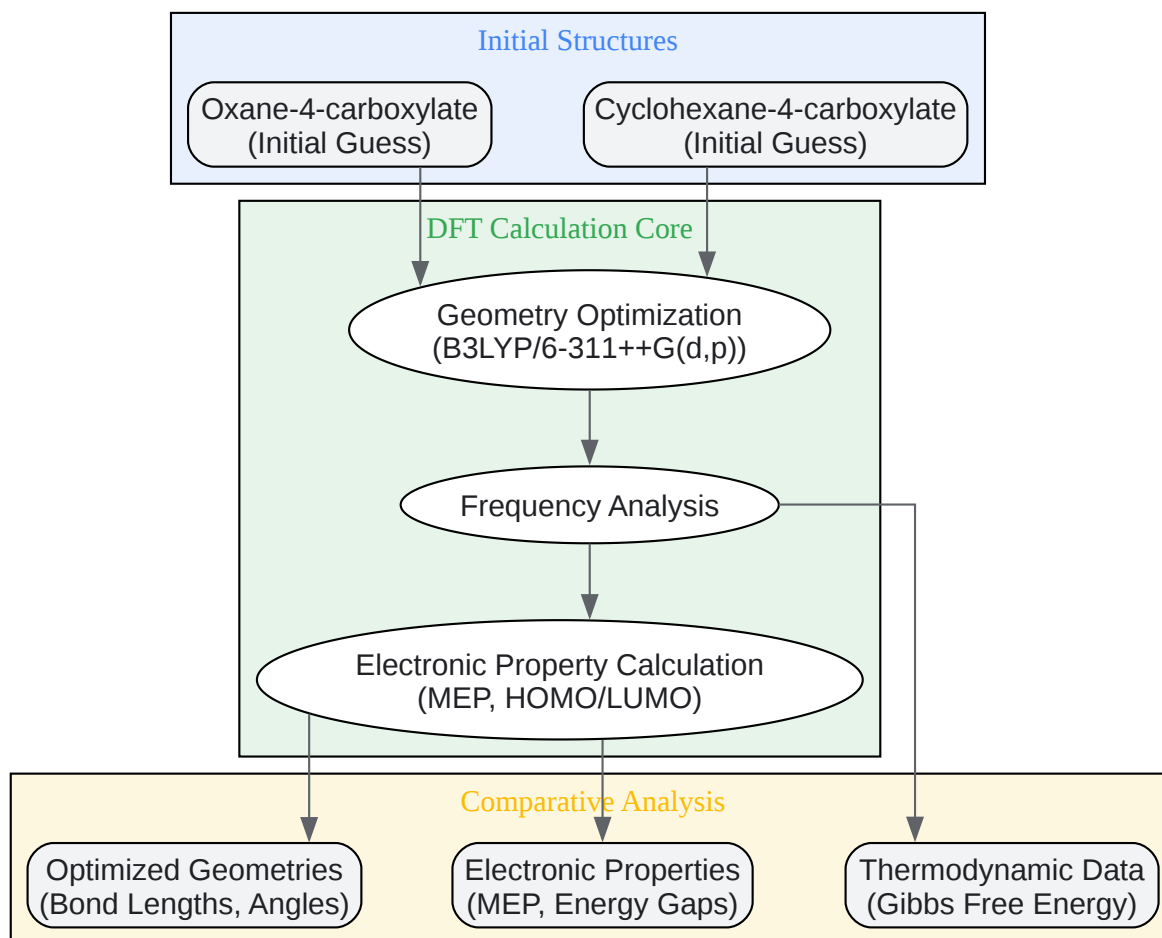 Initial Structures
Oxane-4-carboxylate
(Initial Guess)
Cyclohexane-4-carboxylate
(Initial Guess)
DFT Calculation Core
Geometry Optimization
(B3LYP/6-311++G(d,p))
Frequency Analysis
Electronic Property Calculation
(MEP, HOMO/LUMO)
Comparative Analysis
Optimized Geometries
(Bond Lengths, Angles)
Electronic Properties
(MEP, Energy Gaps)
Thermodynamic Data
(Gibbs Free Energy)